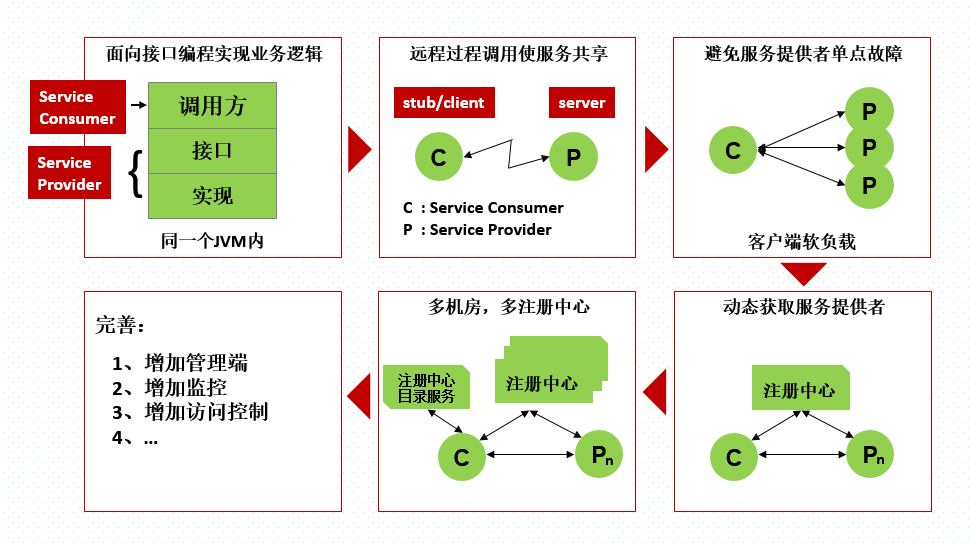 面向接口编程实现业务逻辑
Service
Consumer
调用方
接口
Service
Provider
{
实现
同一个JVM内
远程过程调用使服务共享
stub/client
server
C
P
C ：Service Consumer
P ：Service Provider
避免服务提供者单点故障
C
P
P
P
客户端软负载
动态获取服务提供者
注册中心
C
Pn
多机房，多注册中心
注册中心
目录服务
注册中心
C
Pn
完善：
1、增加管理端
2、增加监控
3、增加访问控制
4、...